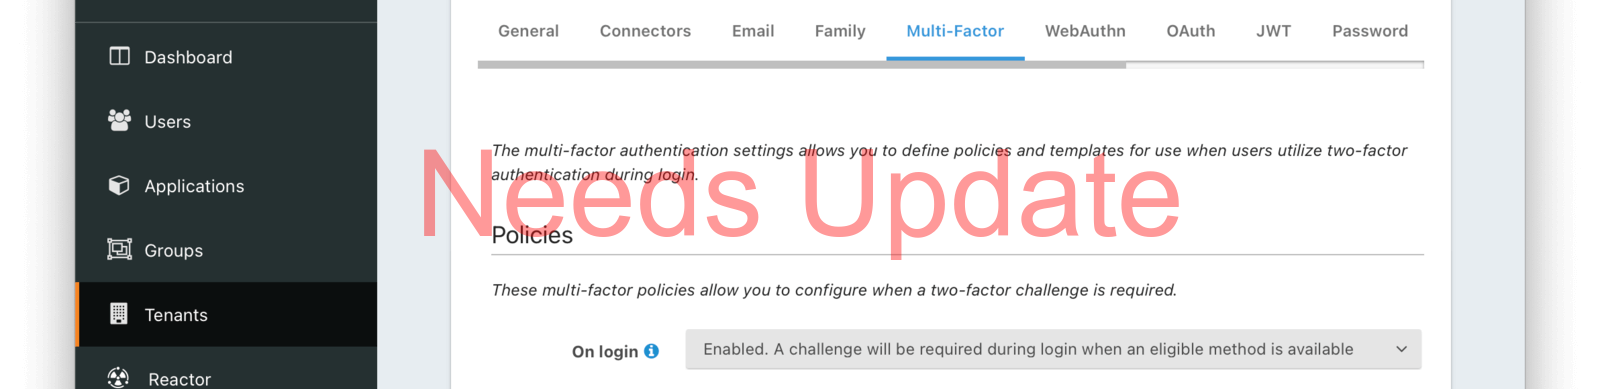 Dashboard
Users
Applications
Groups
Tenants
Reactor
General Connectors Email Family Multi-Factor WebAuthn OAuth JWT Password
The multi-factor authentication settings allows you to define policies and templates for use when users utilize two-factor
authentication during login.
Needs Update
Policies
These multi-factor policies allow you to configure when a two-factor challenge is required.
On login Enabled. A challenge will be required during login when an eligible method is available